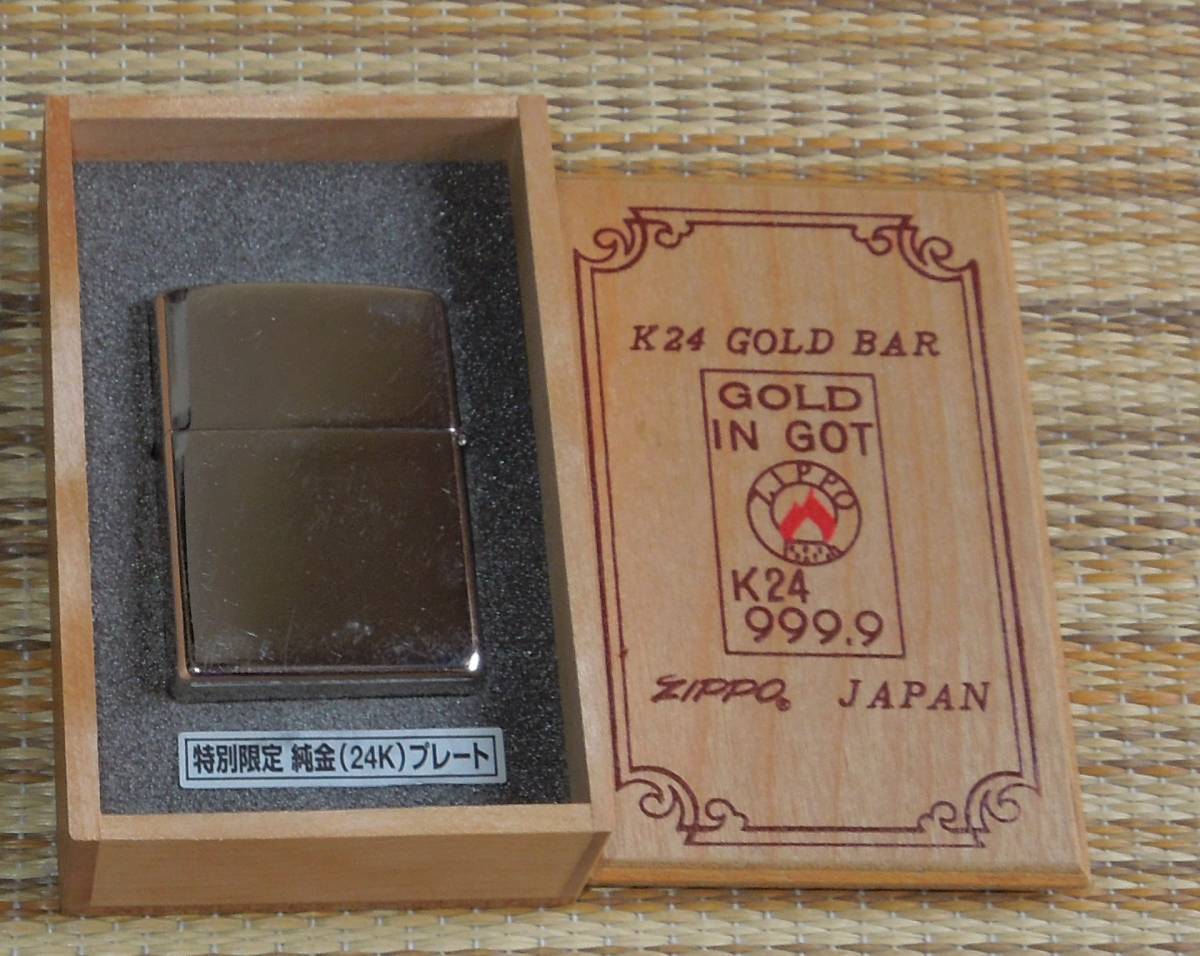 K24 GOLD BAR
GOLD
IN GOT
ZIPPO
K24
999.9
ZIPPO® JAPAN
特別限定 純金(24K)プレート